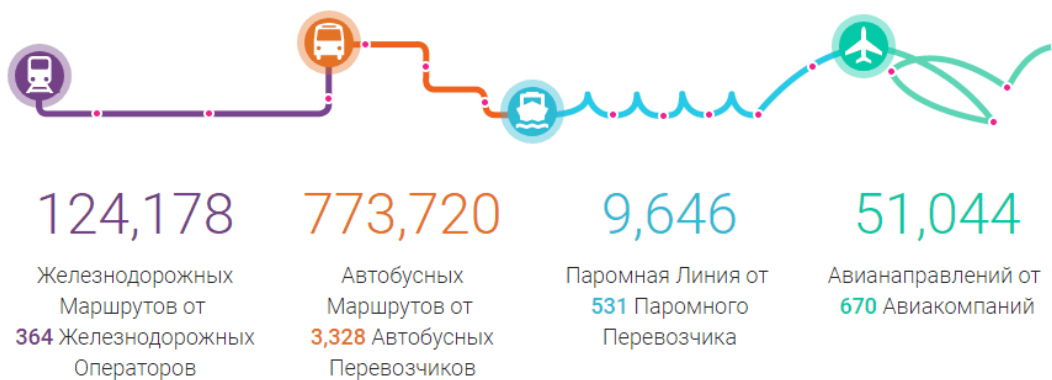 124,178
Железнодорожных
Маршрутов от
364 Железнодорожных
Операторов
773,720
Автобусных
Маршрутов от
3,328 Автобусных
Перевозчиков
9,646
Паромная Линия от
531 Паромного
Перевозчика
51,044
Авианаправлений от
670 Авиакомпаний